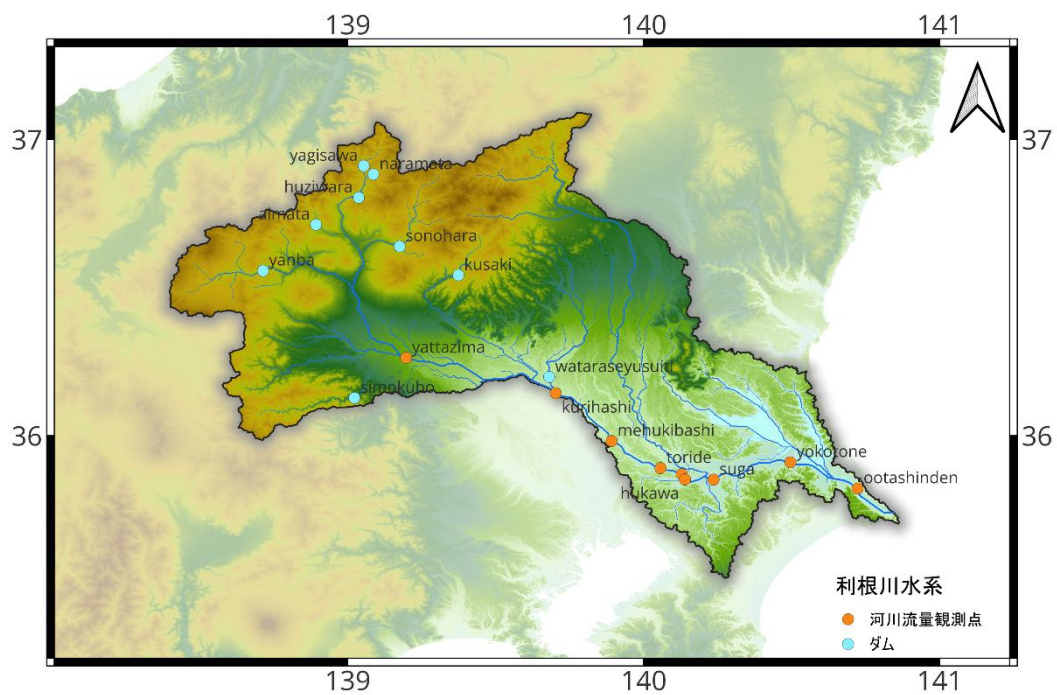 139 140 141
37 37
yagisawa
naramata
huziwara
aimata
sonohara
yanba
kusaki
yattazima
wataraseyusuiti
simokubo
kurihashi
36 36
mehukibashi
toride
yokotone
suga
ootashinden
hukawa
利根川水系
河川流量観測点
ダム
139 140 141